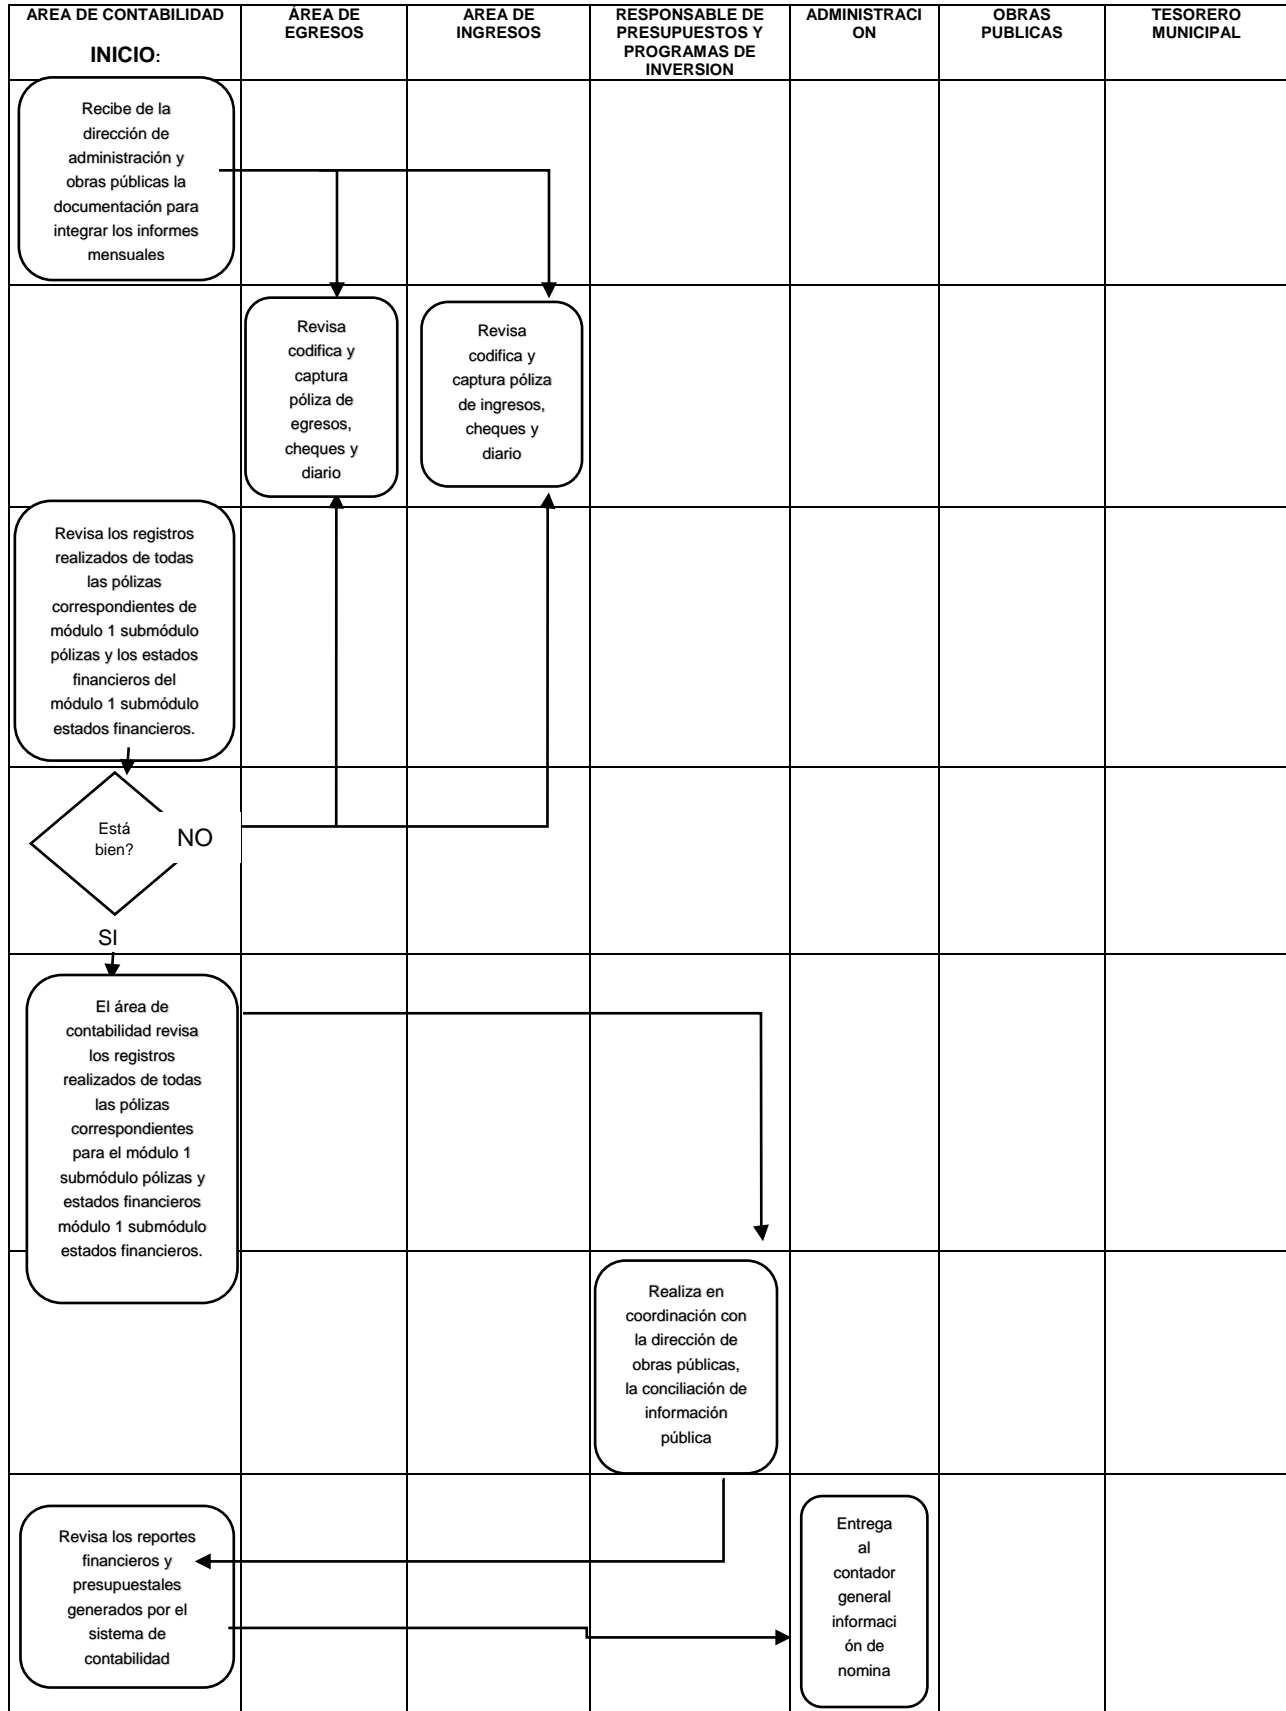 AREA DE CONTABILIDAD
INICIO:
ÁREA DE
EGRESOS
AREA DE
INGRESOS
RESPONSABLE DE
PRESUPUESTOS Y
PROGRAMAS DE
INVERSION
ADMINISTRACI
ON
OBRAS
PUBLICAS
TESORERO
MUNICIPAL
Recibe de la
dirección de
administración y
obras públicas la
documentación para
integrar los informes
mensuales
Revisa
codifica y
captura
póliza de
egresos,
cheques y
diario
Revisa
codifica y
captura póliza
de ingresos,
cheques y
diario
Revisa los registros
realizados de todas
las pólizas
correspondientes de
módulo 1 submódulo
pólizas y los estados
financieros del
módulo 1 submódulo
estados financieros.
Está
bien?
NO
SI
El área de
contabilidad revisa
los registros
realizados de todas
las pólizas
correspondientes
para el módulo 1
submódulo pólizas y
estados financieros
módulo 1 submódulo
estados financieros.
Realiza en
coordinación con
la dirección de
obras públicas,
la conciliación de
información
pública
Revisa los reportes
financieros y
presupuestales
generados por el
sistema de
contabilidad
Entrega
al
contador
general
informaci
ón de
nomina